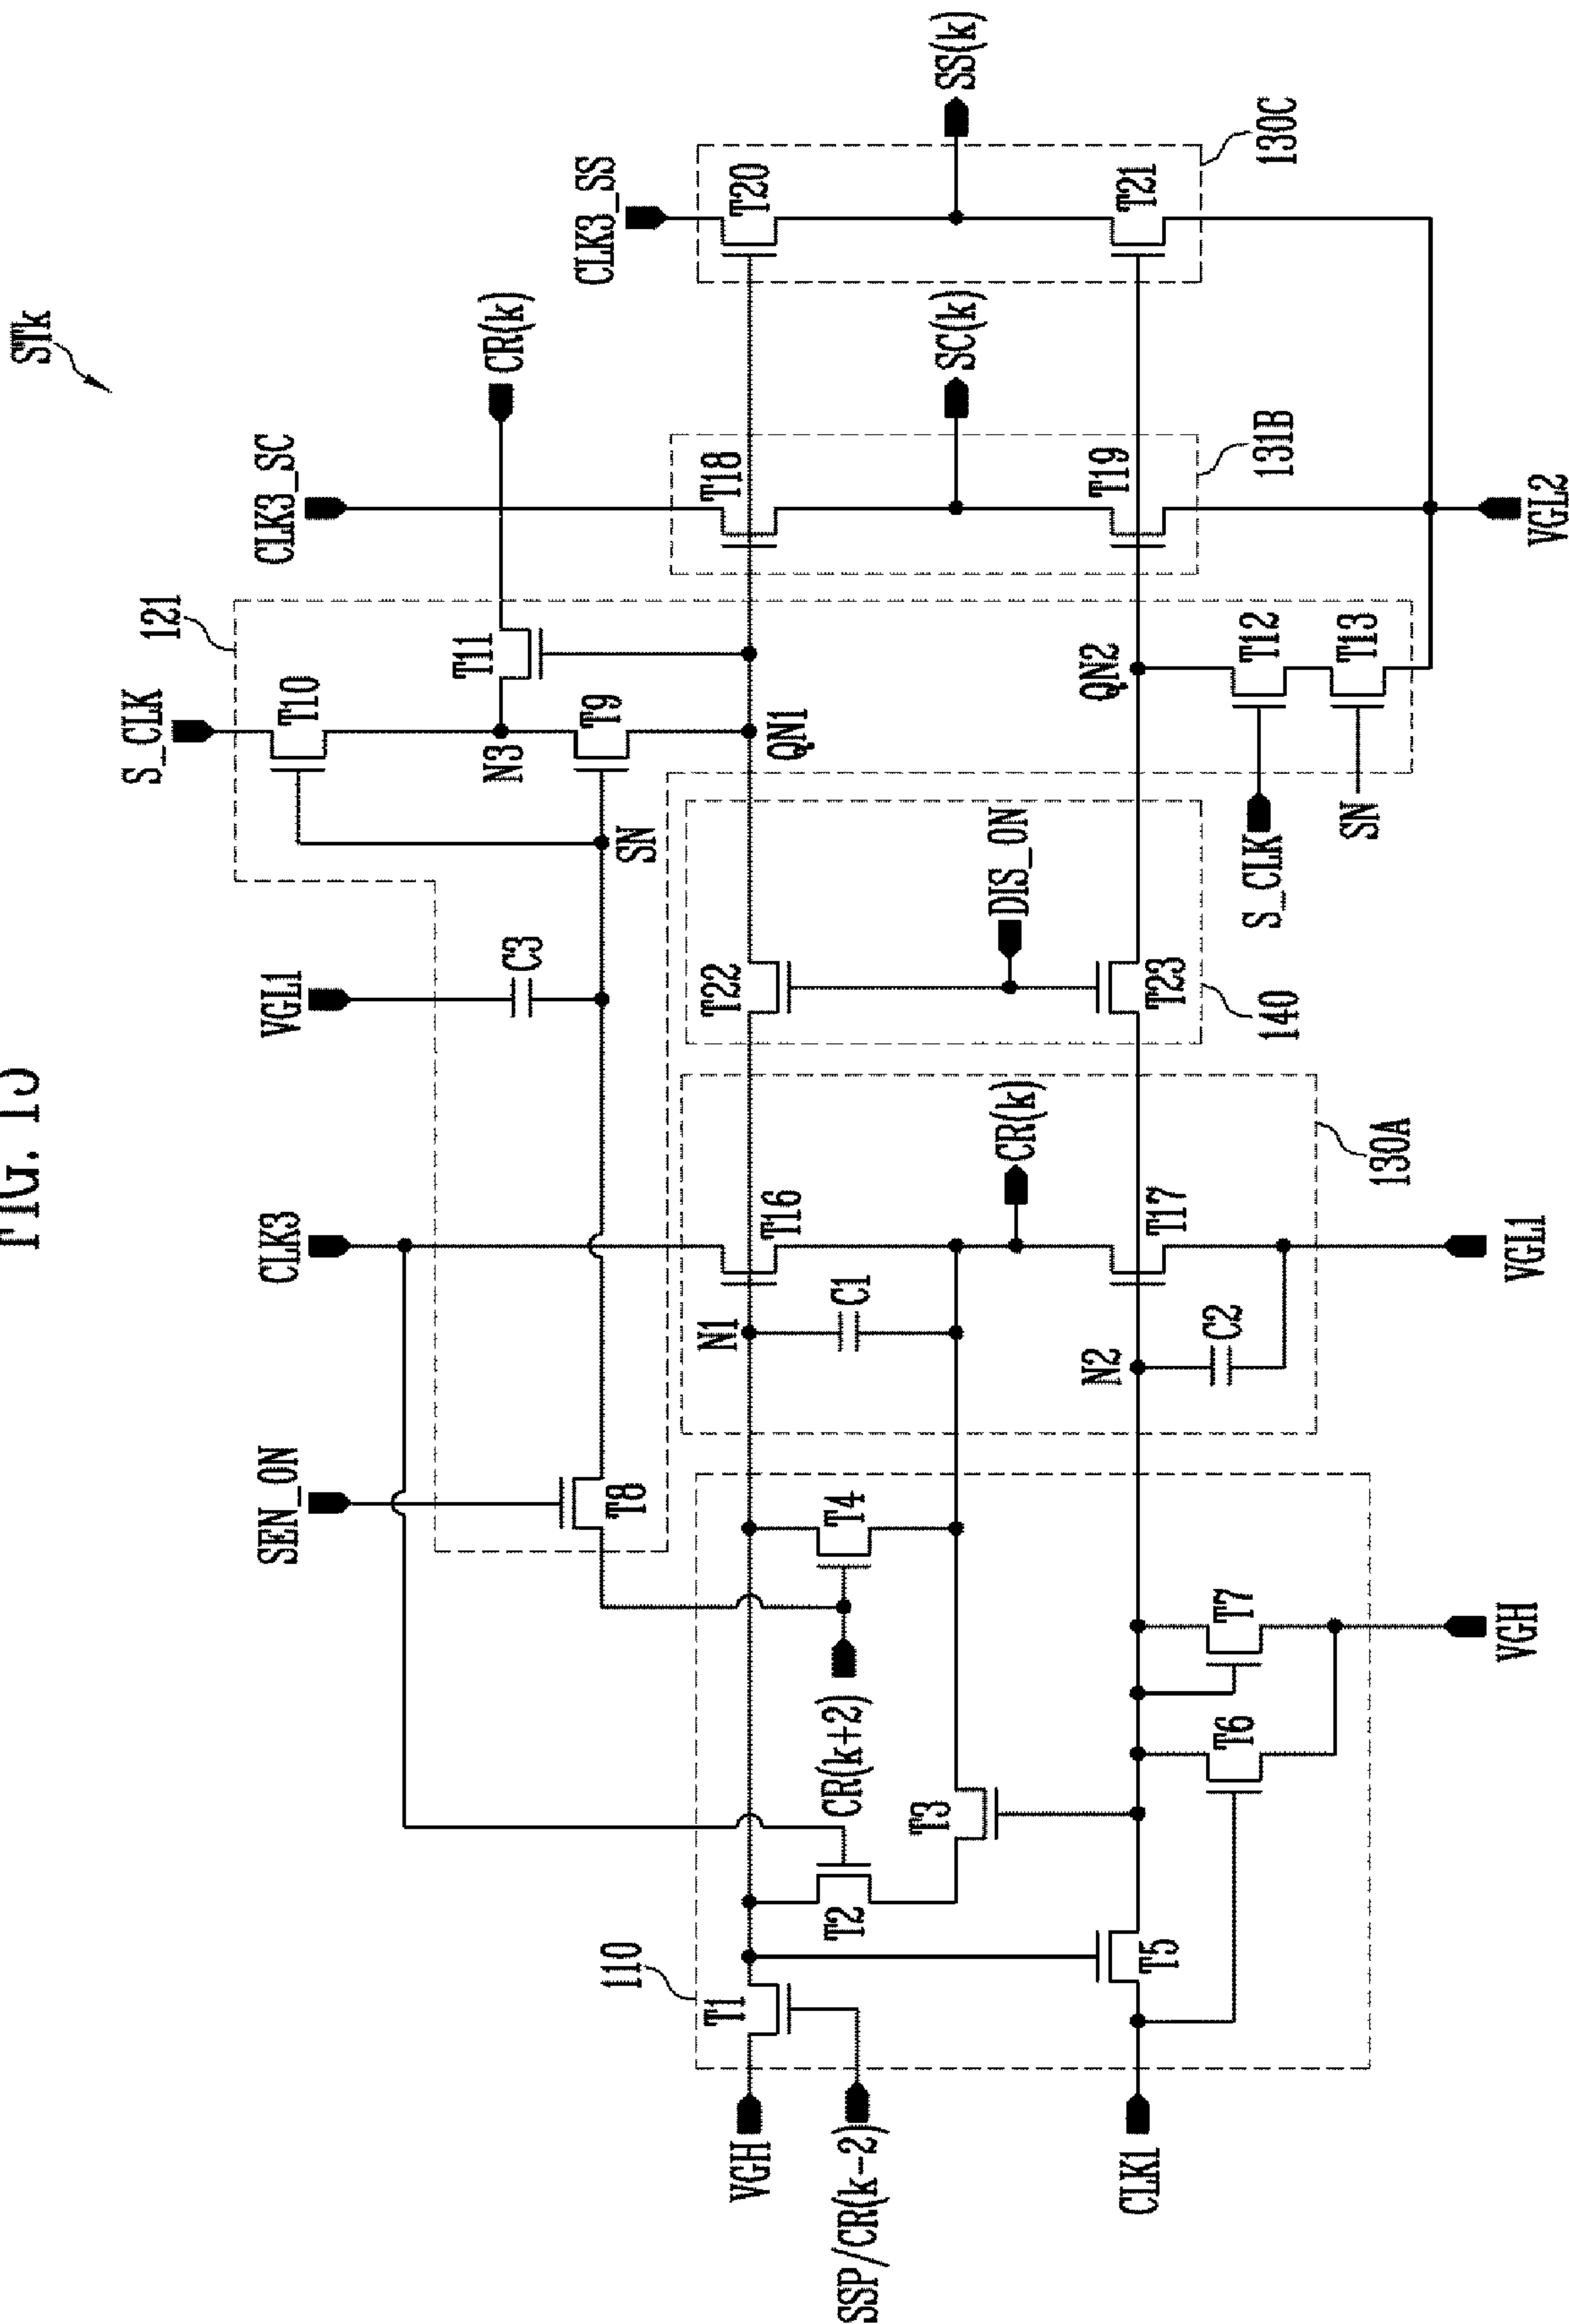 FIG.
STk
S_CLK
121
SEN_ON
CLK3
VGL1
CLK3_SC
T10
CR(k)
N3
T11
C3
T9
T8
SN
CLK3_SS
110
VGH
T1
N1
T16
T22
QN1
T18
T20
SSP/CR(k-2)
T2
CR(k+2)
T4
C1
T3
CR(k)
DIS_ON
SC(k)
SS(k)
CLK1
T5
N2
T17
T23
QN2
T19
T21
T6
T7
C2
S_CLK
T12
140
131B
130C
SN
T13
130A
VGH
VGL1
VGL2